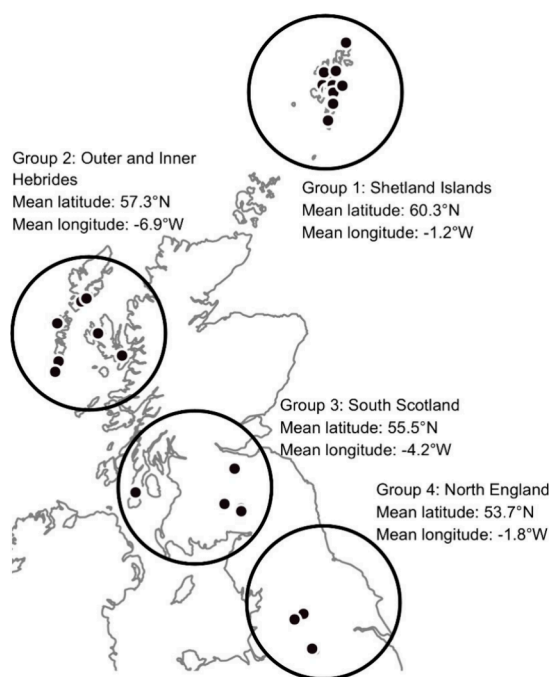 Group 2: Outer and Inner
Hebrides
Mean latitude: 57.3°N
Mean longitude: -6.9°W
Group 1: Shetland Islands
Mean latitude: 60.3°N
Mean longitude: -1.2°W
Group 3: South Scotland
Mean latitude: 55.5°N
Mean longitude: -4.2°W
Group 4: North England
Mean latitude: 53.7°N
Mean longitude: -1.8°W